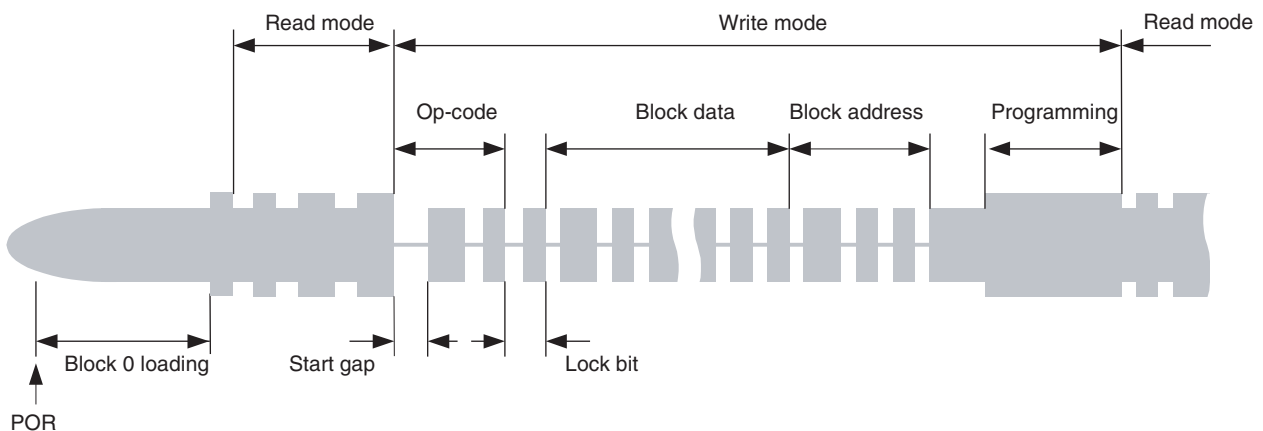 Read mode
Write mode
Read mode
Op-code
Block data
Block address
Programming
Block 0 loading
Start gap
Lock bit
POR